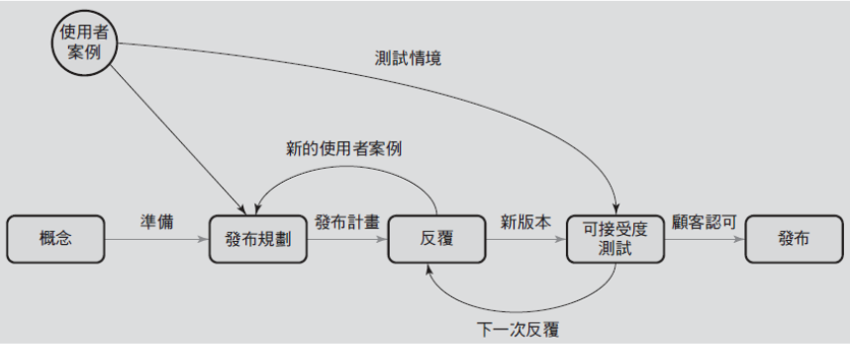 使用者
案例
測試情境
新的使用者案例
概念
準備
發布規劃
發布計畫
反覆
新版本
可接受度
測試
顧客認可
發布
下一次反覆